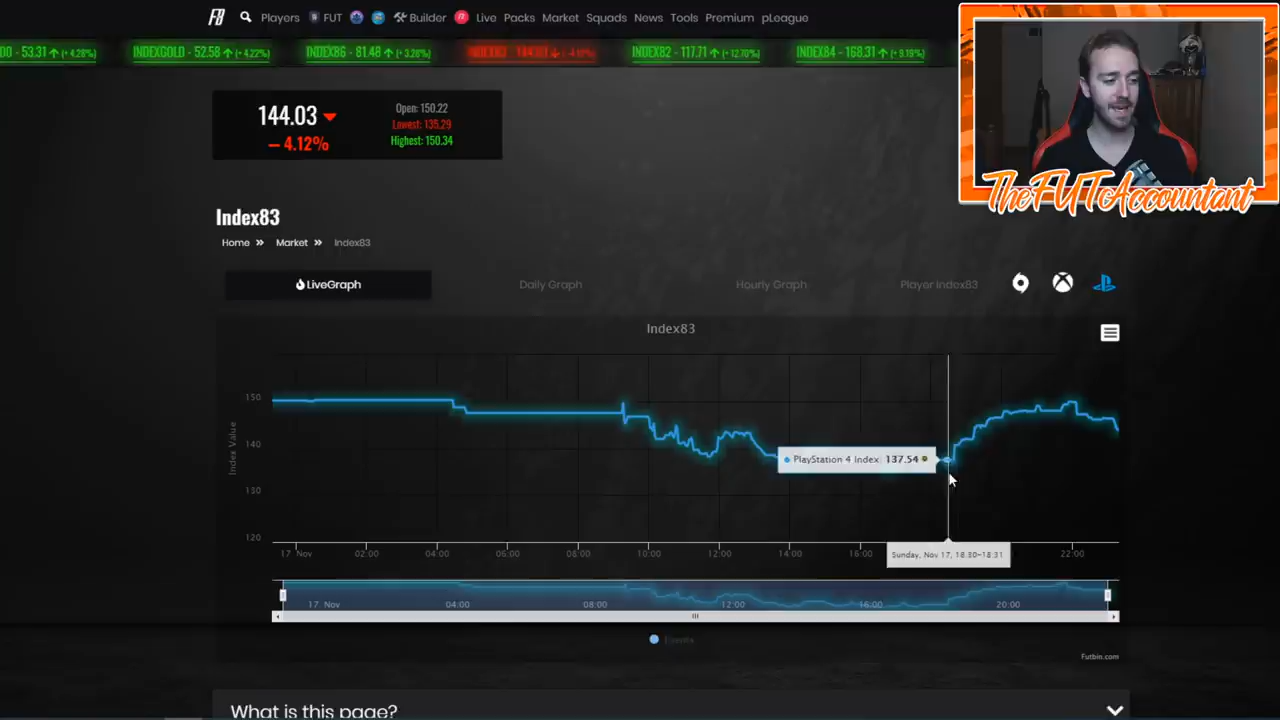 F8 Players FUT Builder Live Packs Market Squads News Tools Premium pLeague
53.31 (+4.28%) INDEXGOLD - 52.58 (+4.22%) INDEX86 - 81.48 (+3.28%) INDEX82 - 117.71 (+12.70%) INDEX84 - 168.31 (+9.19%)
TheFUTAccountant
144.03
– 4.12%
Open: 150.22
Lowest: 135.29
Highest: 150.34
Index83
Home » Market » Index83
LiveGraph Daily Graph Hourly Graph Player Index83
Index83
Index Value
150
140
130
120
PlayStation 4 Index: 137.54
Sunday, Nov 17, 18:30–18:31
17. Nov 02:00 04:00 06:00 08:00 10:00 12:00 14:00 16:00 22:00
17. Nov 04:00 08:00 12:00 16:00 20:00
Futbin.com
What is this page?